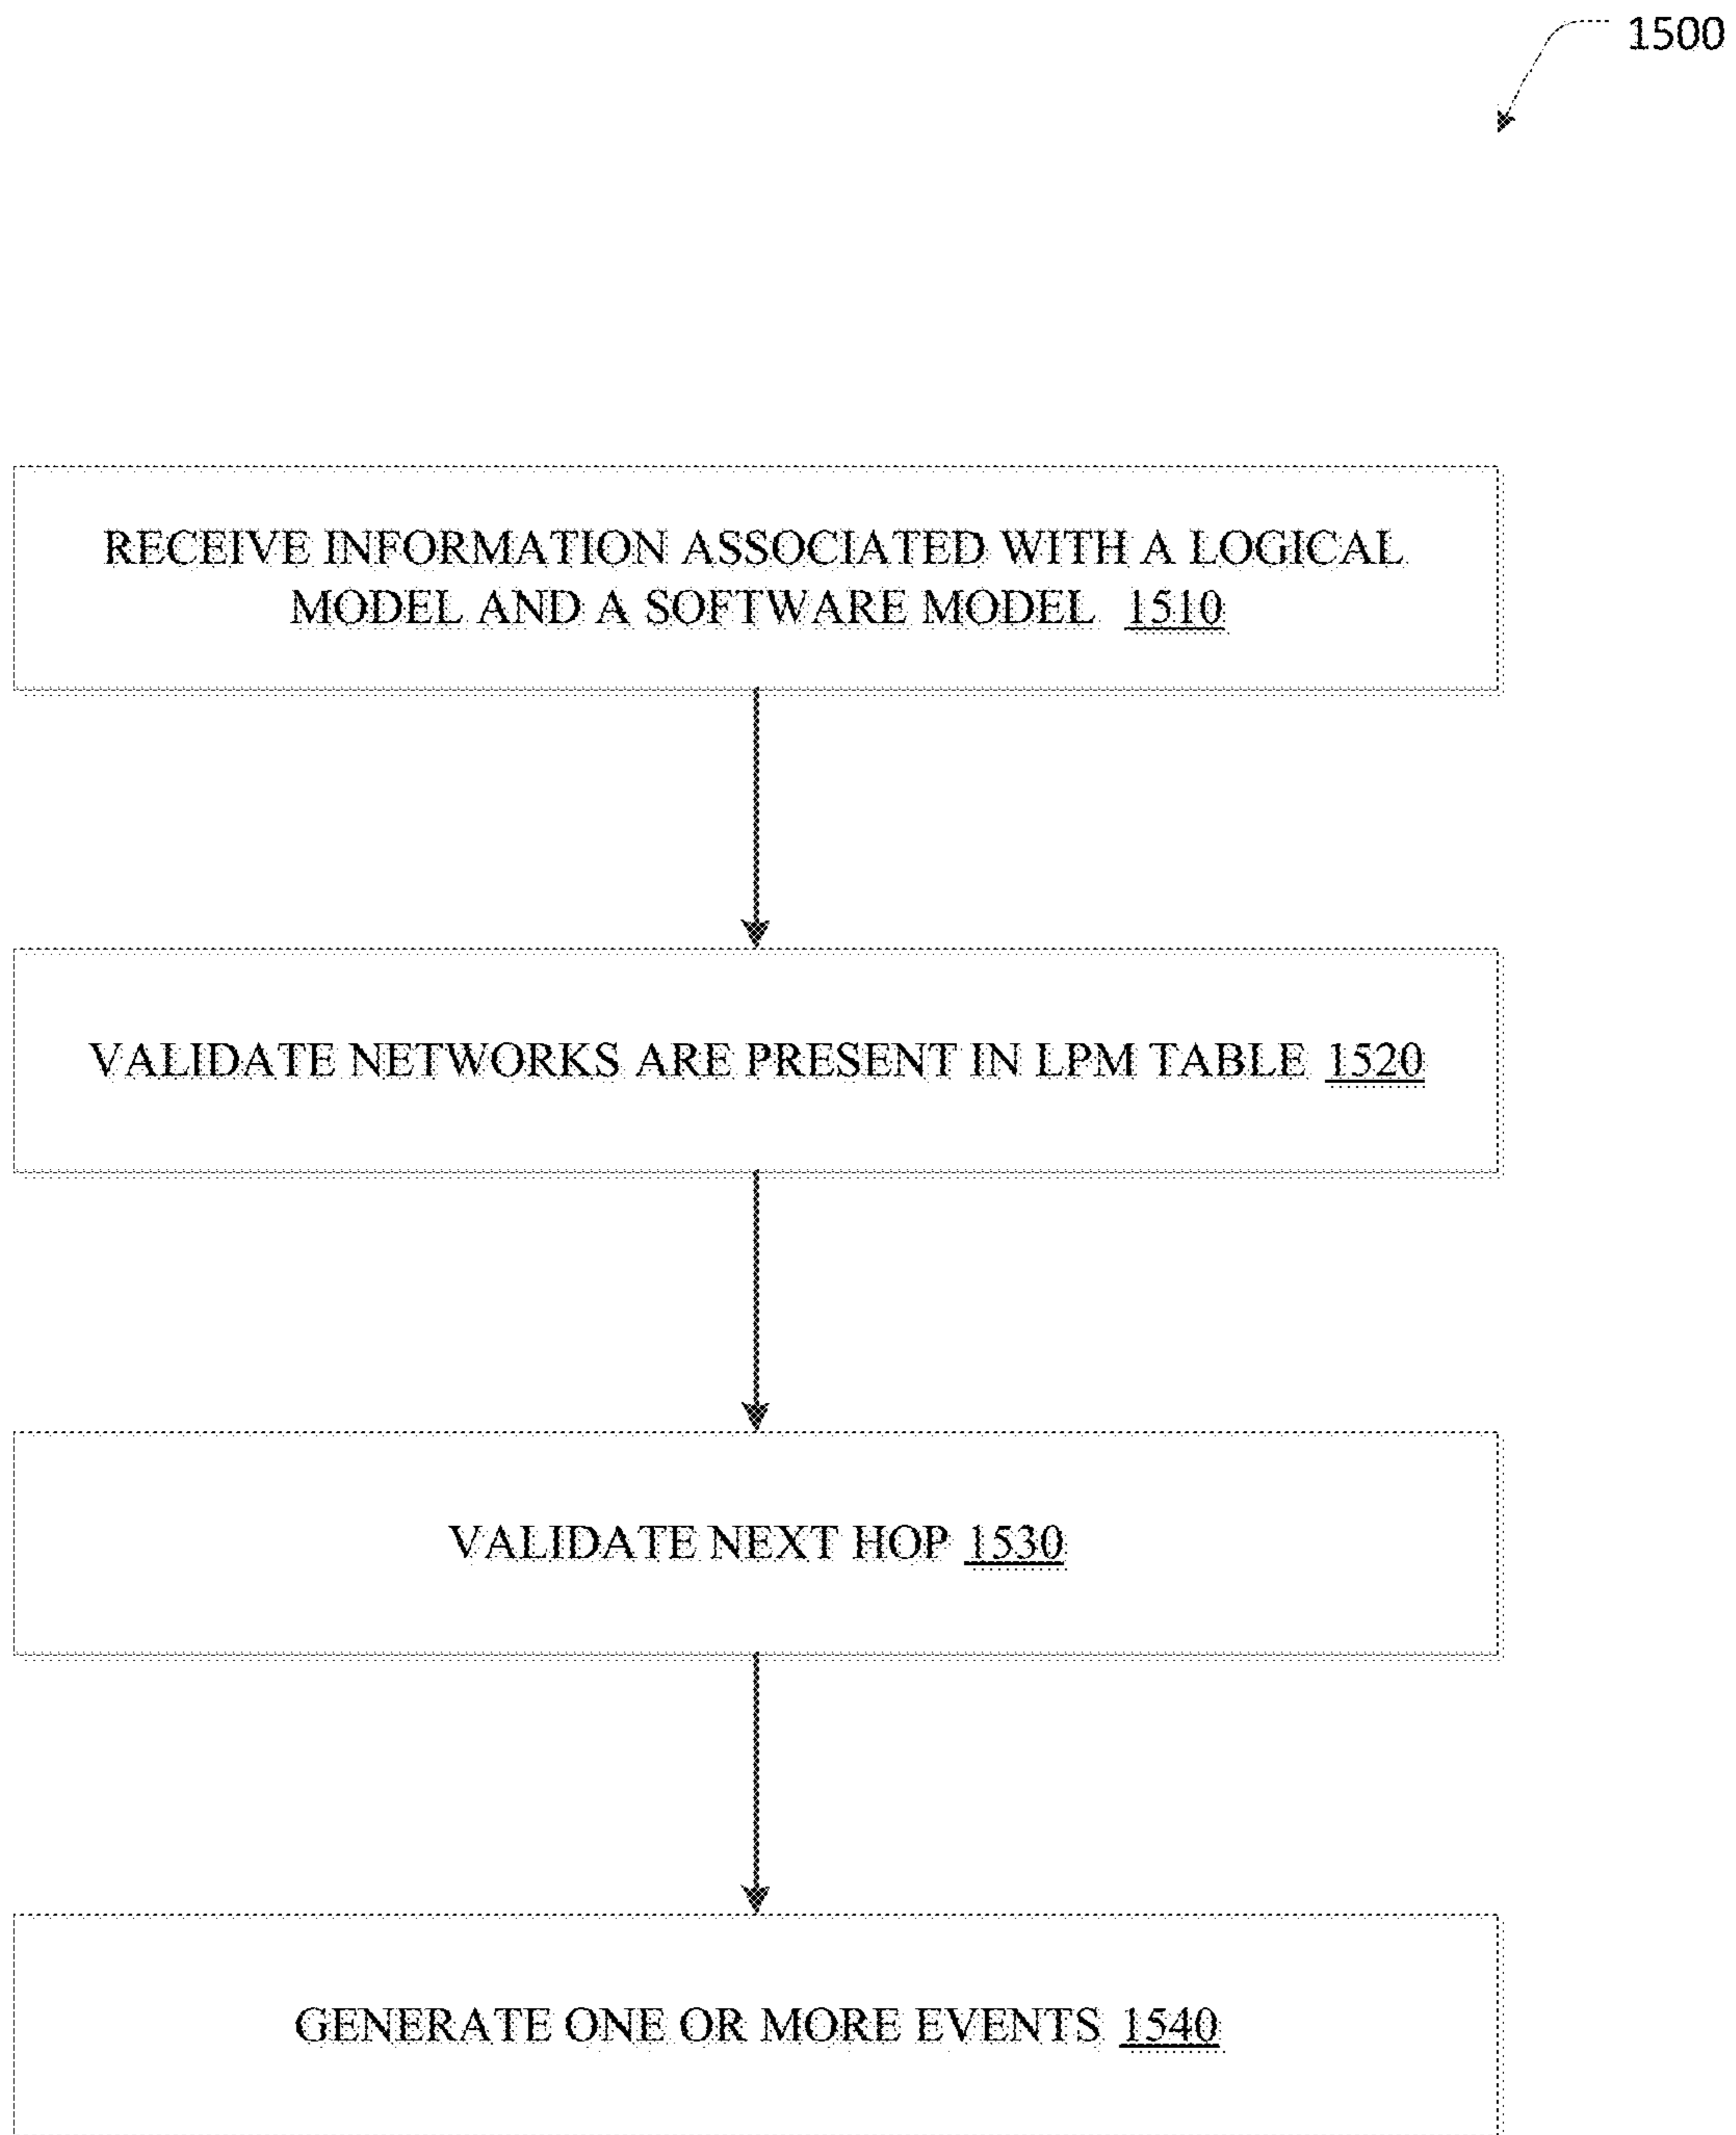 1500
RECEIVE INFORMATION ASSOCIATED WITH A LOGICAL
MODEL AND A SOFTWARE MODEL 1510
VALIDATE NETWORKS ARE PRESENT IN LPM TABLE 1520
VALIDATE NEXT HOP 1530
GENERATE ONE OR MORE EVENTS 1540